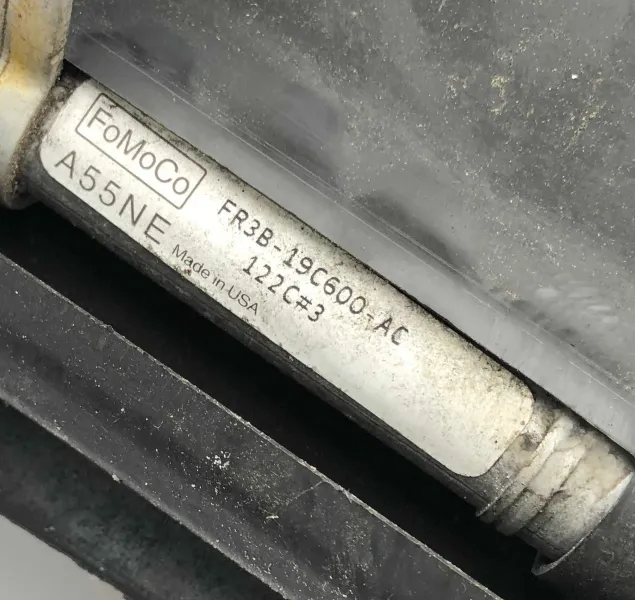 FoMoCo
A55NE
Made in USA
FR3B-19C600-AC
122C#3